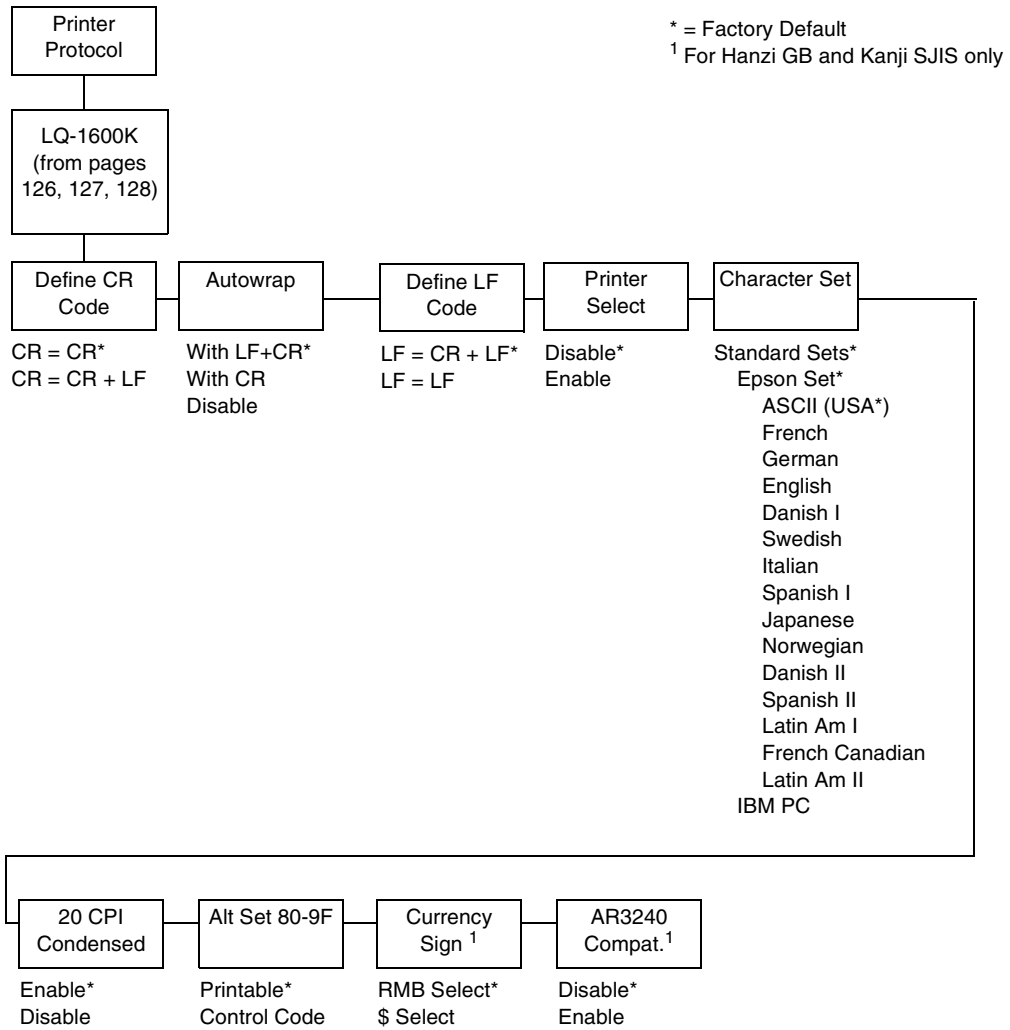 Printer
Protocol
* = Factory Default
1 For Hanzi GB and Kanji SJIS only
LQ-1600K
(from pages
126, 127, 128)
Define CR
Code
CR = CR*
CR = CR + LF
Autowrap
With LF+CR*
With CR
Disable
Define LF
Code
LF = CR + LF*
LF = LF
Printer
Select
Disable*
Enable
Character Set
Standard Sets*
Epson Set*
ASCII (USA*)
French
German
English
Danish I
Swedish
Italian
Spanish I
Japanese
Norwegian
Danish II
Spanish II
Latin Am I
French Canadian
Latin Am II
IBM PC
20 CPI
Condensed
Enable*
Disable
Alt Set 80-9F
Printable*
Control Code
Currency
Sign 1
RMB Select*
$ Select
AR3240
Compat.1
Disable*
Enable